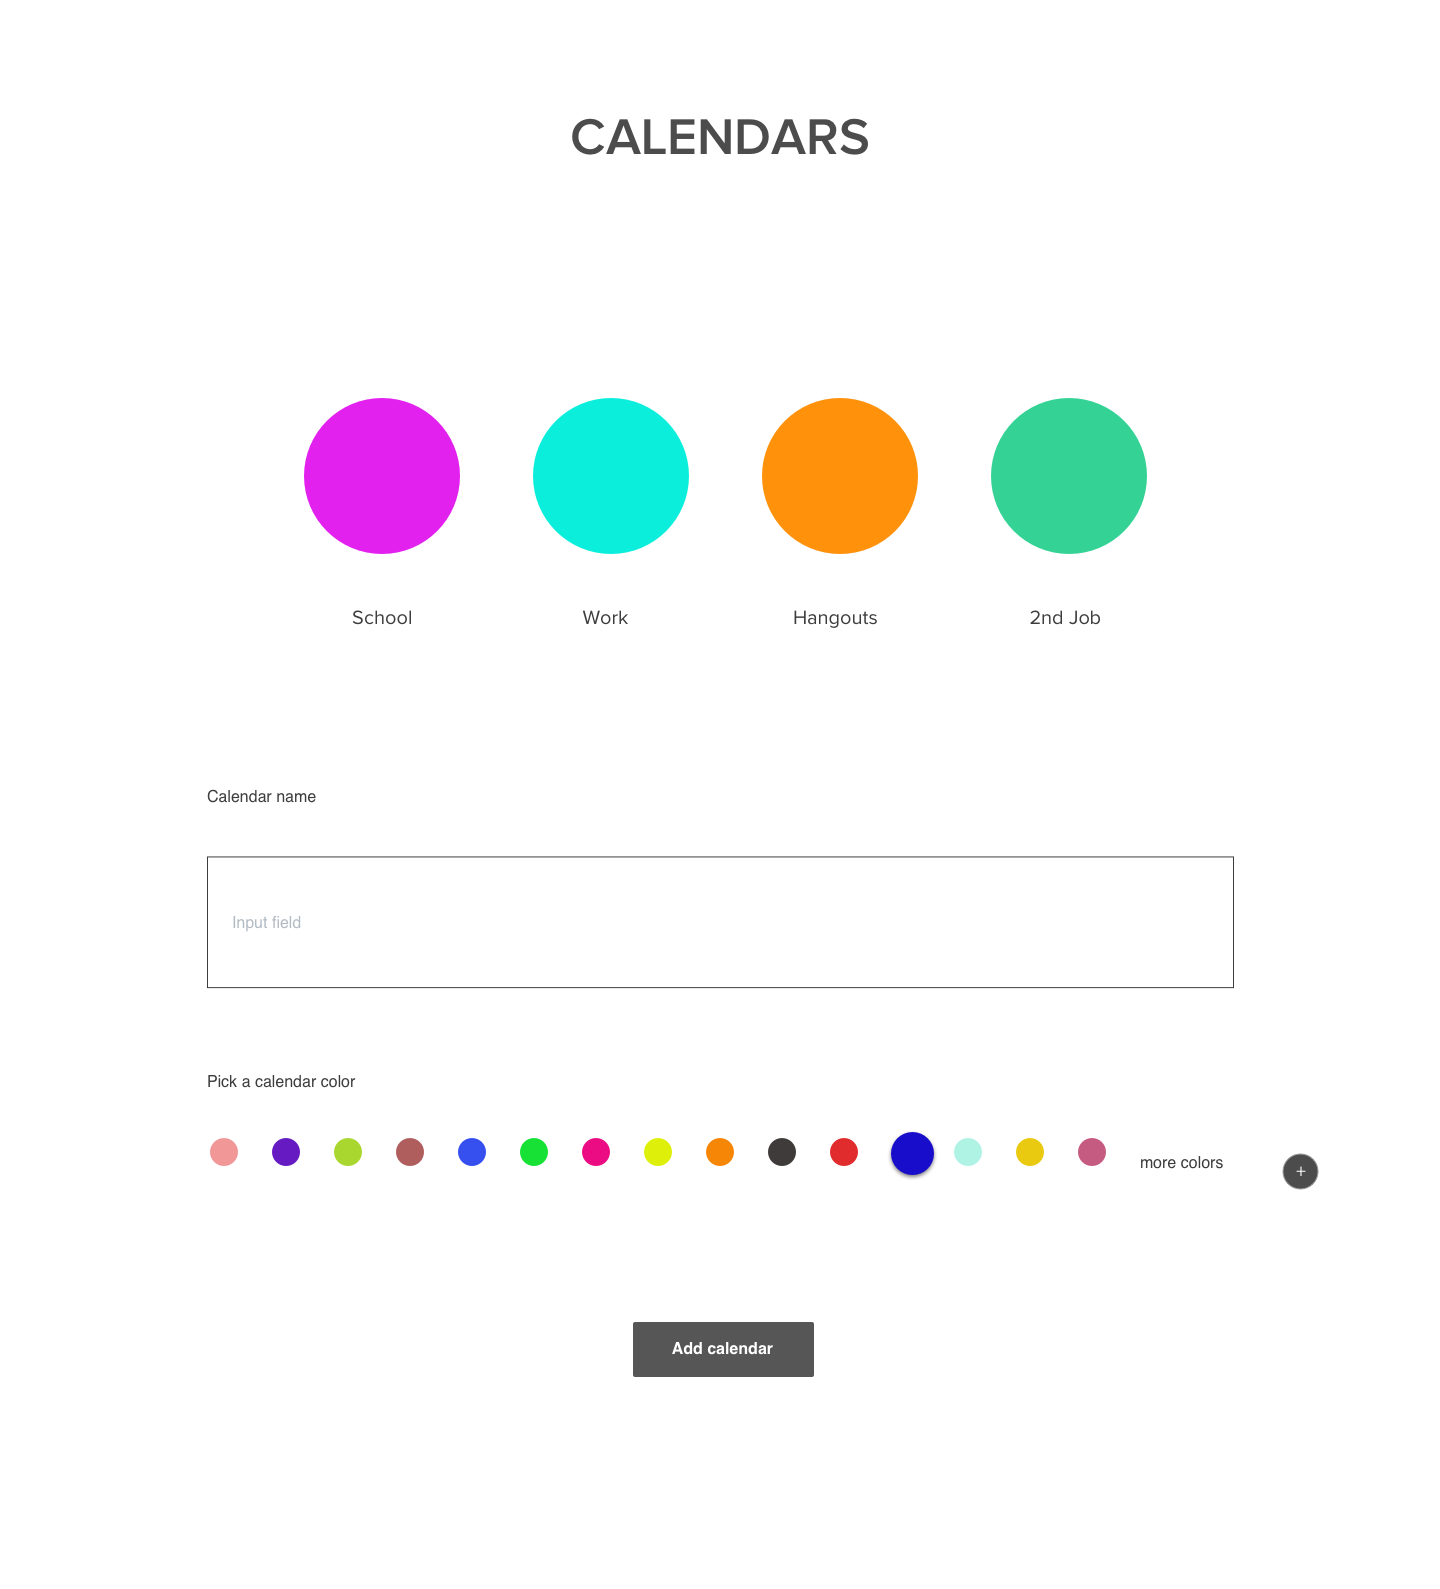 CALENDARS
School Work Hangouts 2nd Job
Calendar name
Input field
Pick a calendar color
more colors +
Add calendar